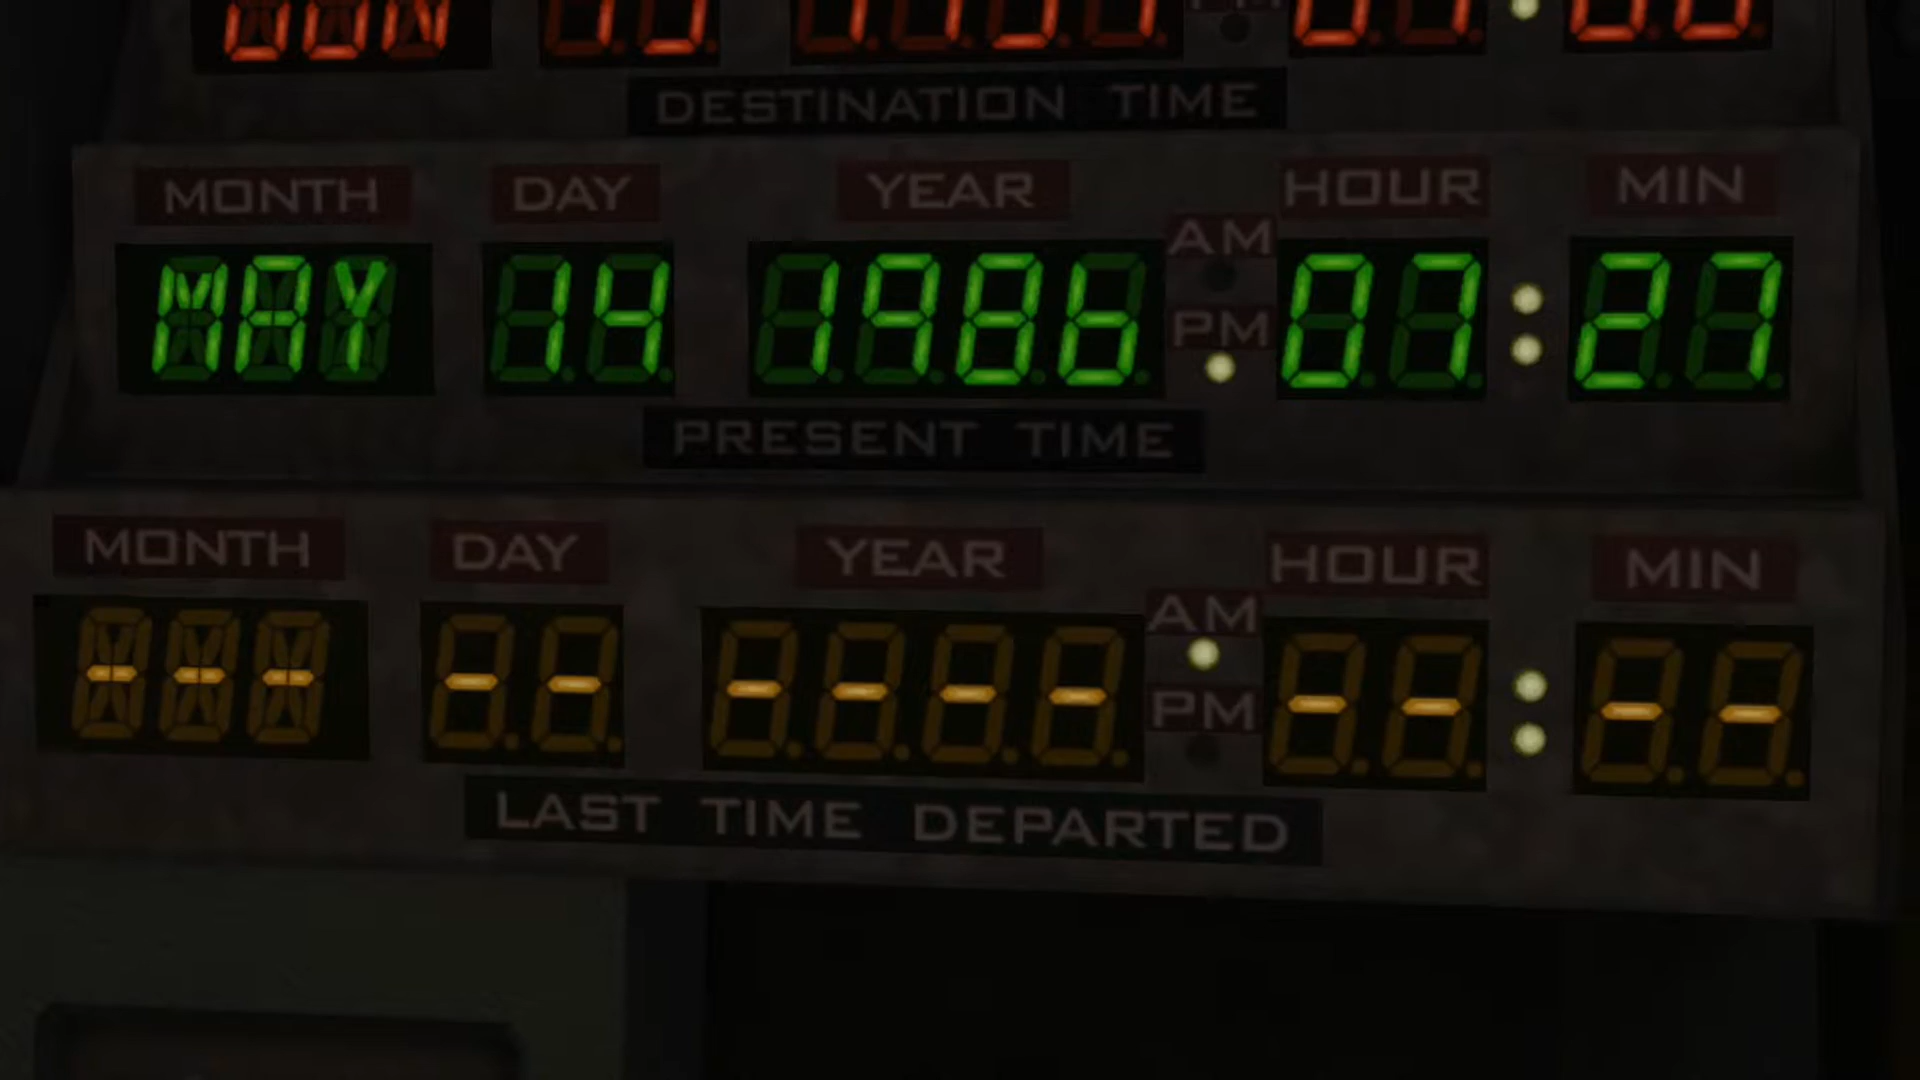 DESTINATION TIME
MONTH DAY YEAR HOUR MIN
AM
MAY 14 1986 07:27
PM
PRESENT TIME
MONTH DAY YEAR HOUR MIN
AM
--- -- ---- --:--
PM
LAST TIME DEPARTED